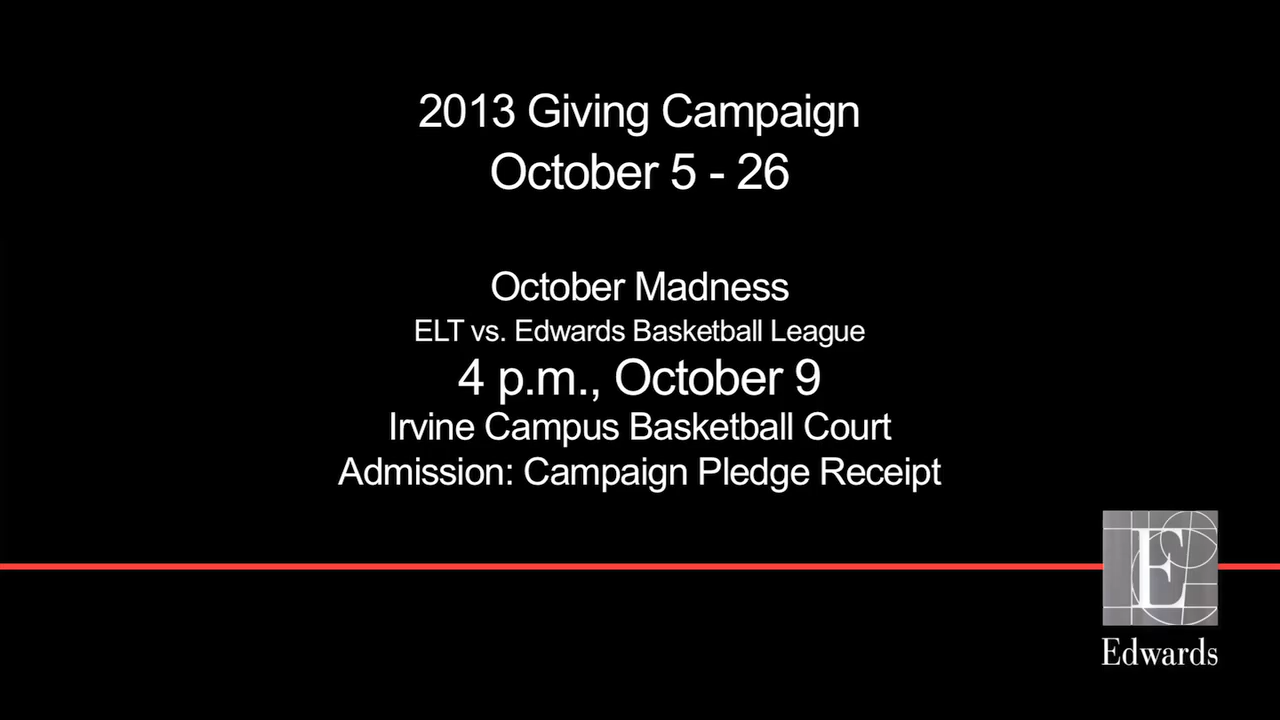 2013 Giving Campaign
October 5 - 26
October Madness
ELT vs. Edwards Basketball League
4 p.m., October 9
Irvine Campus Basketball Court
Admission: Campaign Pledge Receipt
E
Edwards